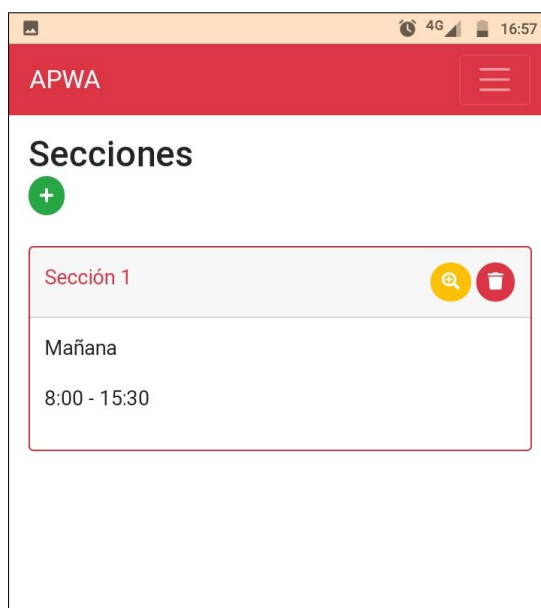 4G 16:57
APWA
Secciones
Sección 1
Mañana
8:00 - 15:30